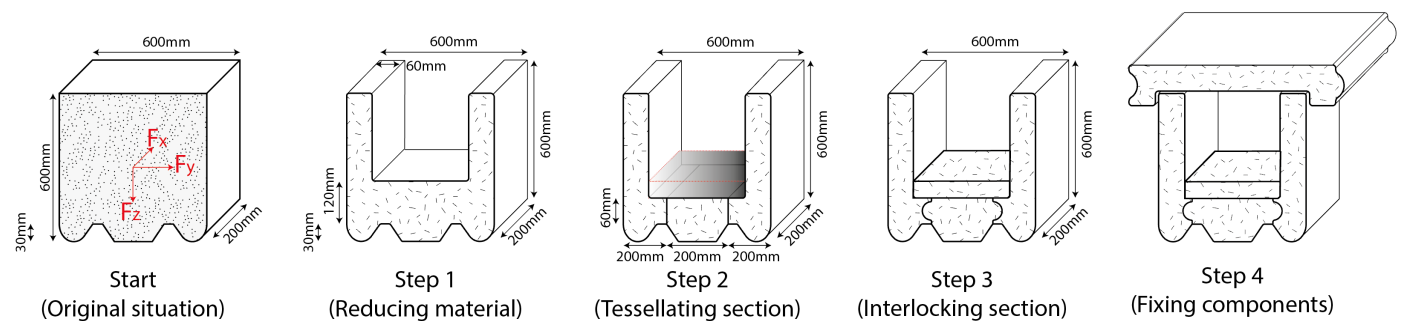 600mm
600mm
30mm
200mm
Fx
Fy
Fz
Start
(Original situation)
600mm
60mm
600mm
120mm
30mm
200mm
Step 1
(Reducing material)
600mm
600mm
60mm
200mm
200mm
200mm
200mm
Step 2
(Tessellating section)
600mm
600mm
200mm
Step 3
(Interlocking section)
Step 4
(Fixing components)